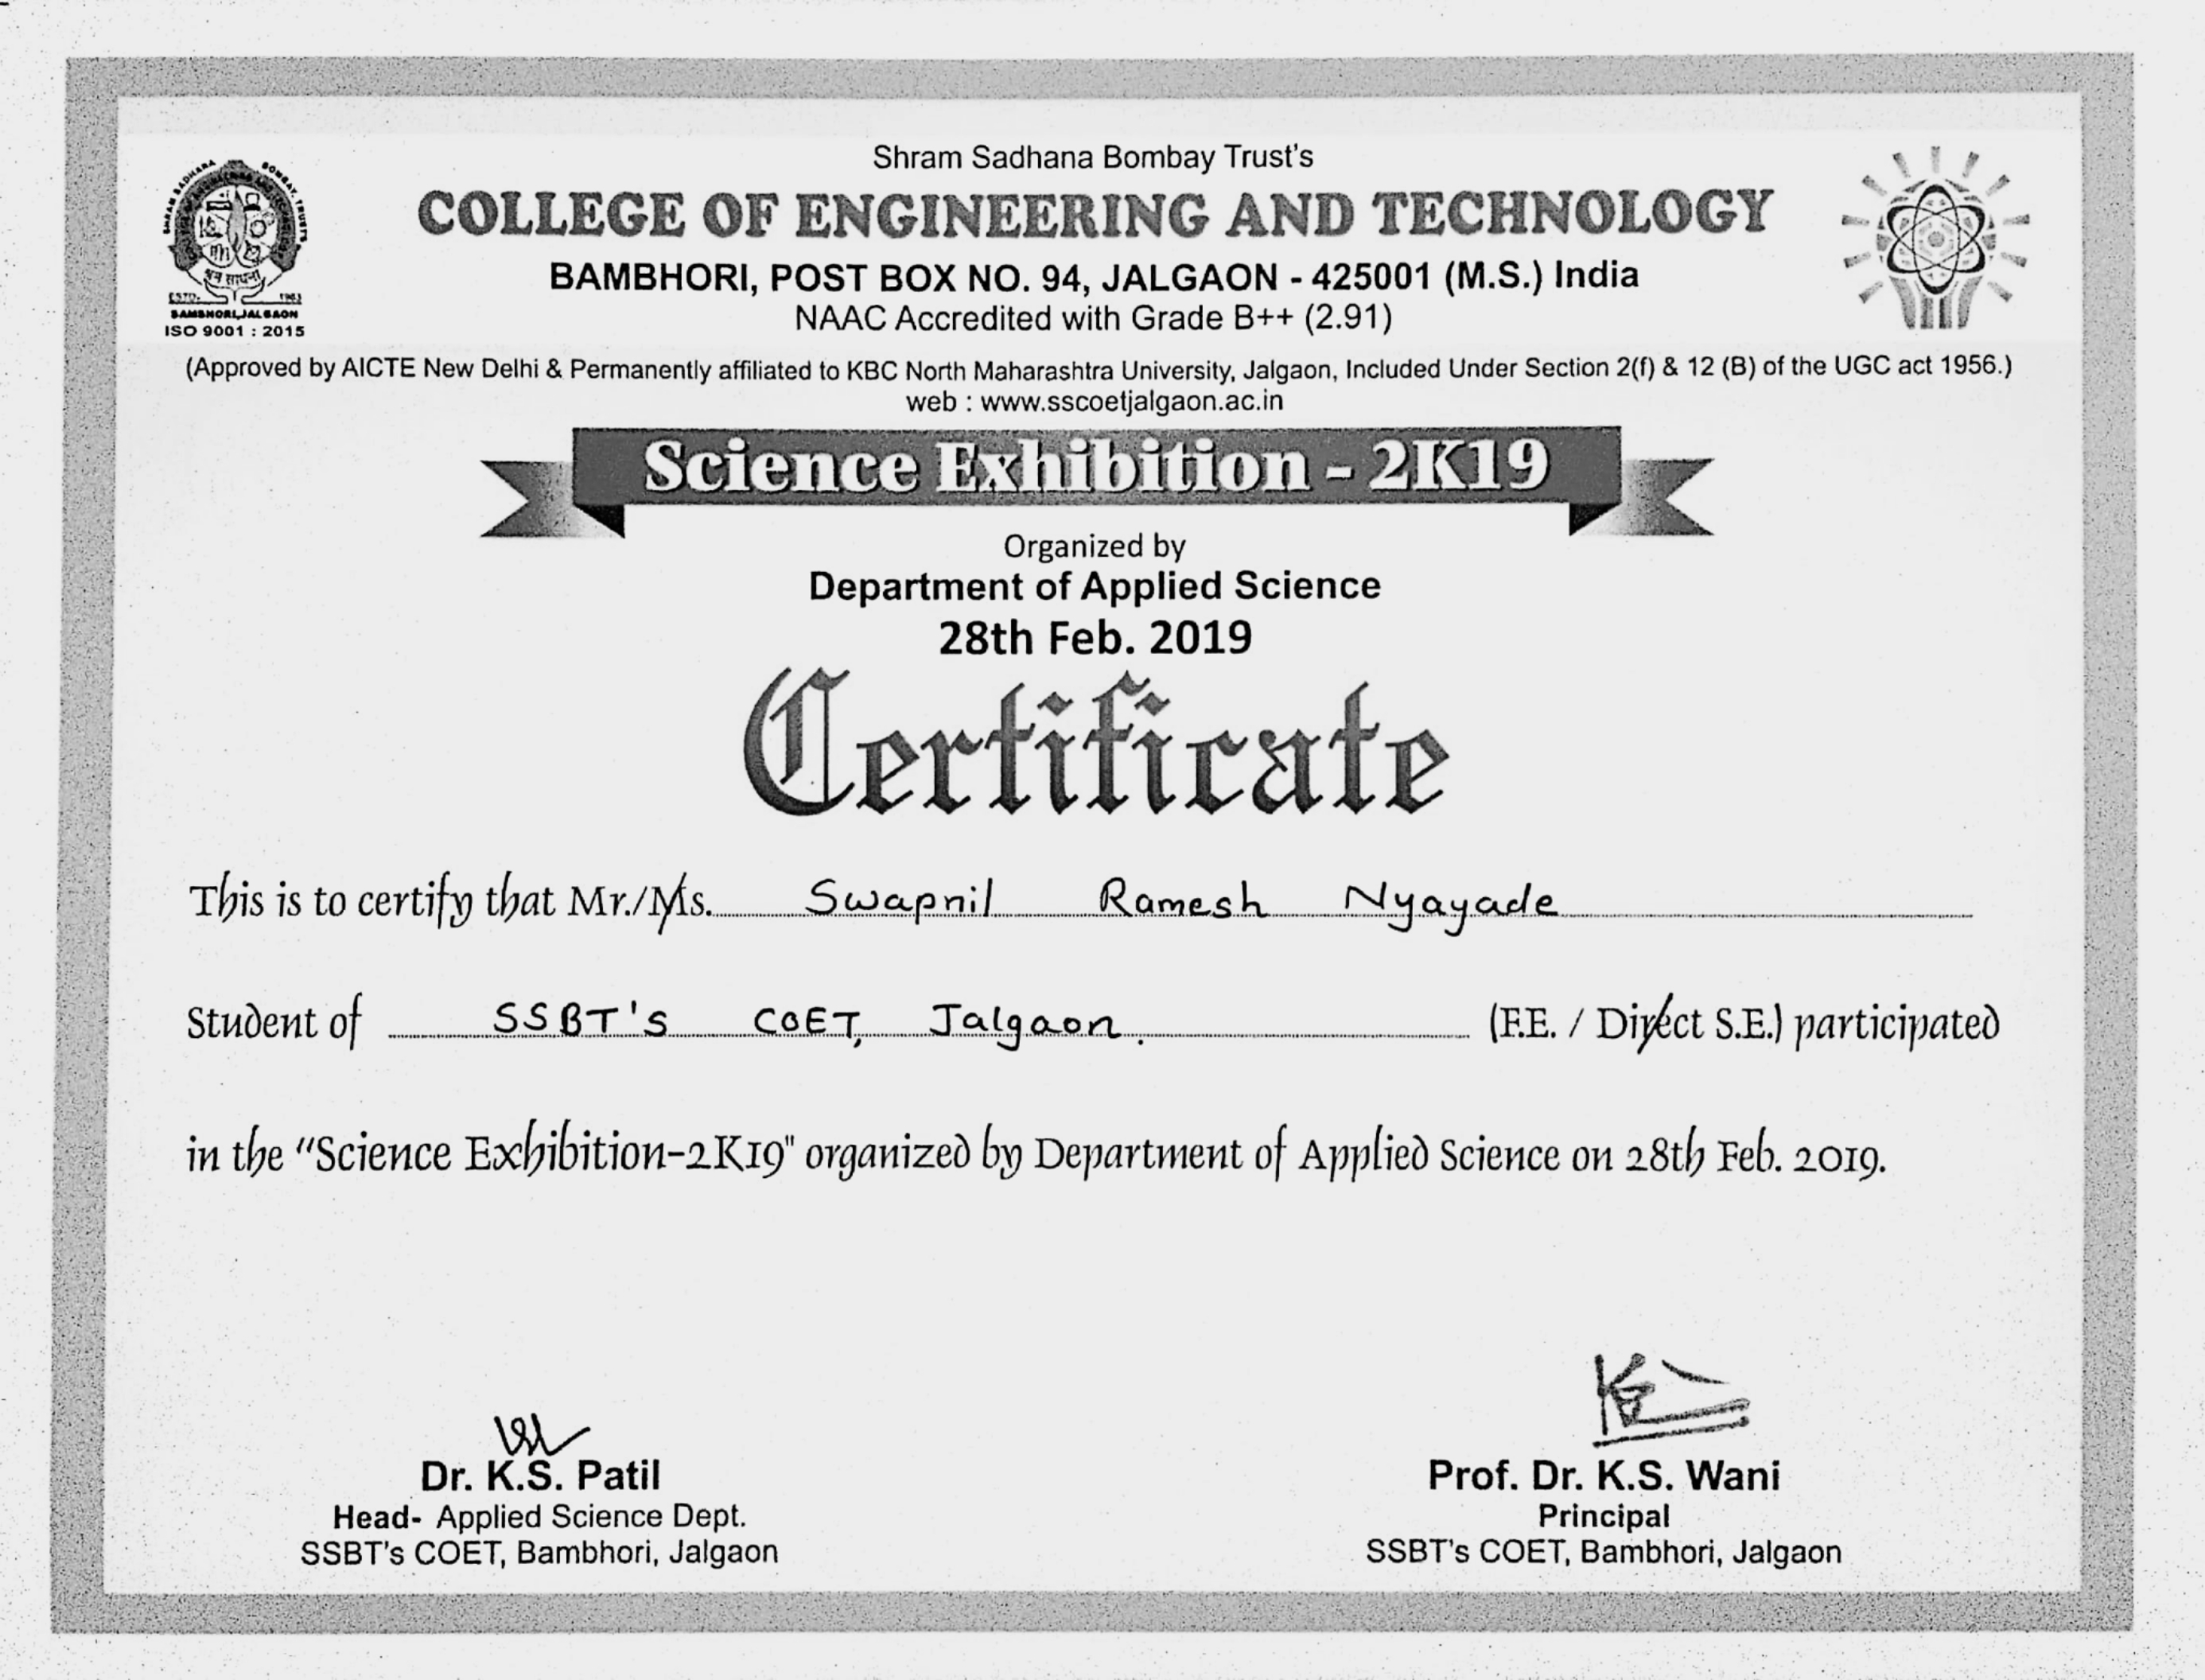 SHRAM SADHANA BOMBAY TRUST'S
श्रम साधना
ESTD. 1983
BAMBHORI, JALGAON
ISO 9001 : 2015
Shram Sadhana Bombay Trust's
COLLEGE OF ENGINEERING AND TECHNOLOGY
BAMBHORI, POST BOX NO. 94, JALGAON - 425001 (M.S.) India
NAAC Accredited with Grade B++ (2.91)
(Approved by AICTE New Delhi & Permanently affiliated to KBC North Maharashtra University, Jalgaon, Included Under Section 2(f) & 12 (B) of the UGC act 1956.)
web : www.sscoetjalgaon.ac.in
Science Exhibition - 2K19
Organized by
Department of Applied Science
28th Feb. 2019
Certificate
This is to certify that Mr./Ms. Swapnil Ramesh Nyayade
Student of SSBT's COET, Jalgaon. (F.E. / Direct S.E.) participated
in the "Science Exhibition-2K19" organized by Department of Applied Science on 28th Feb. 2019.
Dr. K.S. Patil
Head- Applied Science Dept.
SSBT's COET, Bambhori, Jalgaon
Prof. Dr. K.S. Wani
Principal
SSBT's COET, Bambhori, Jalgaon